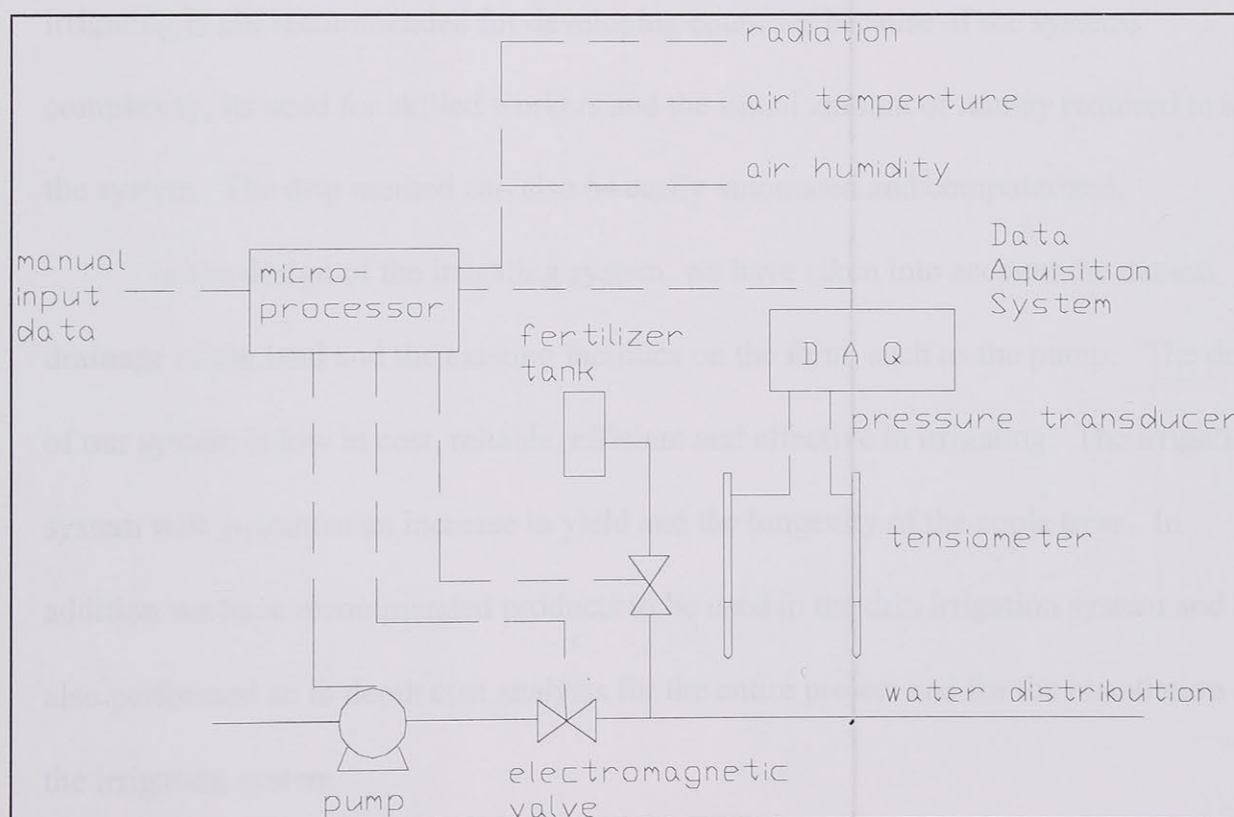 radiation
air temperture
air humidity
manual
input
data
micro-
processor
Data
Aquisition
System
fertilizer
tank
DAQ
pressure transducer
tensiometer
water distribution
electromagnetic
valve
pump